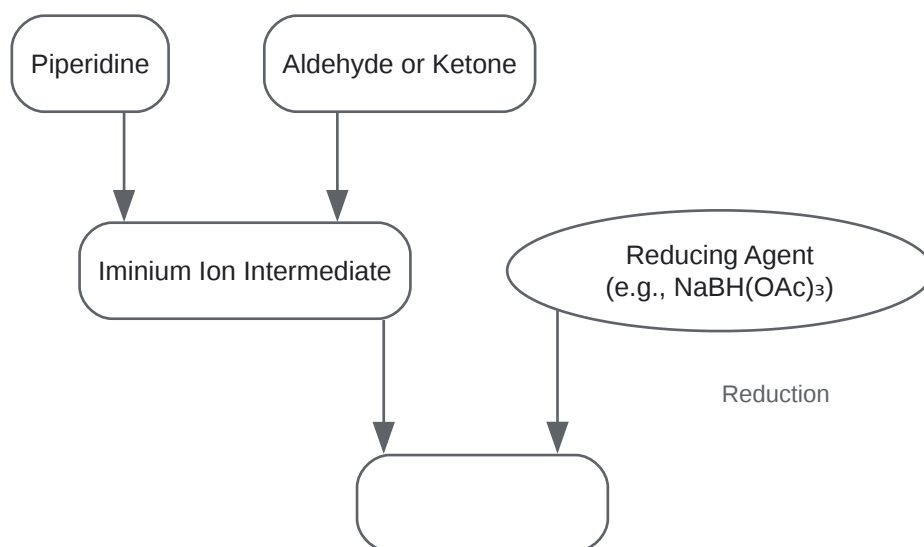 Piperidine
Aldehyde or Ketone
Iminium Ion Intermediate
Reducing Agent
(e.g., NaBH(OAc)₃)
Reduction